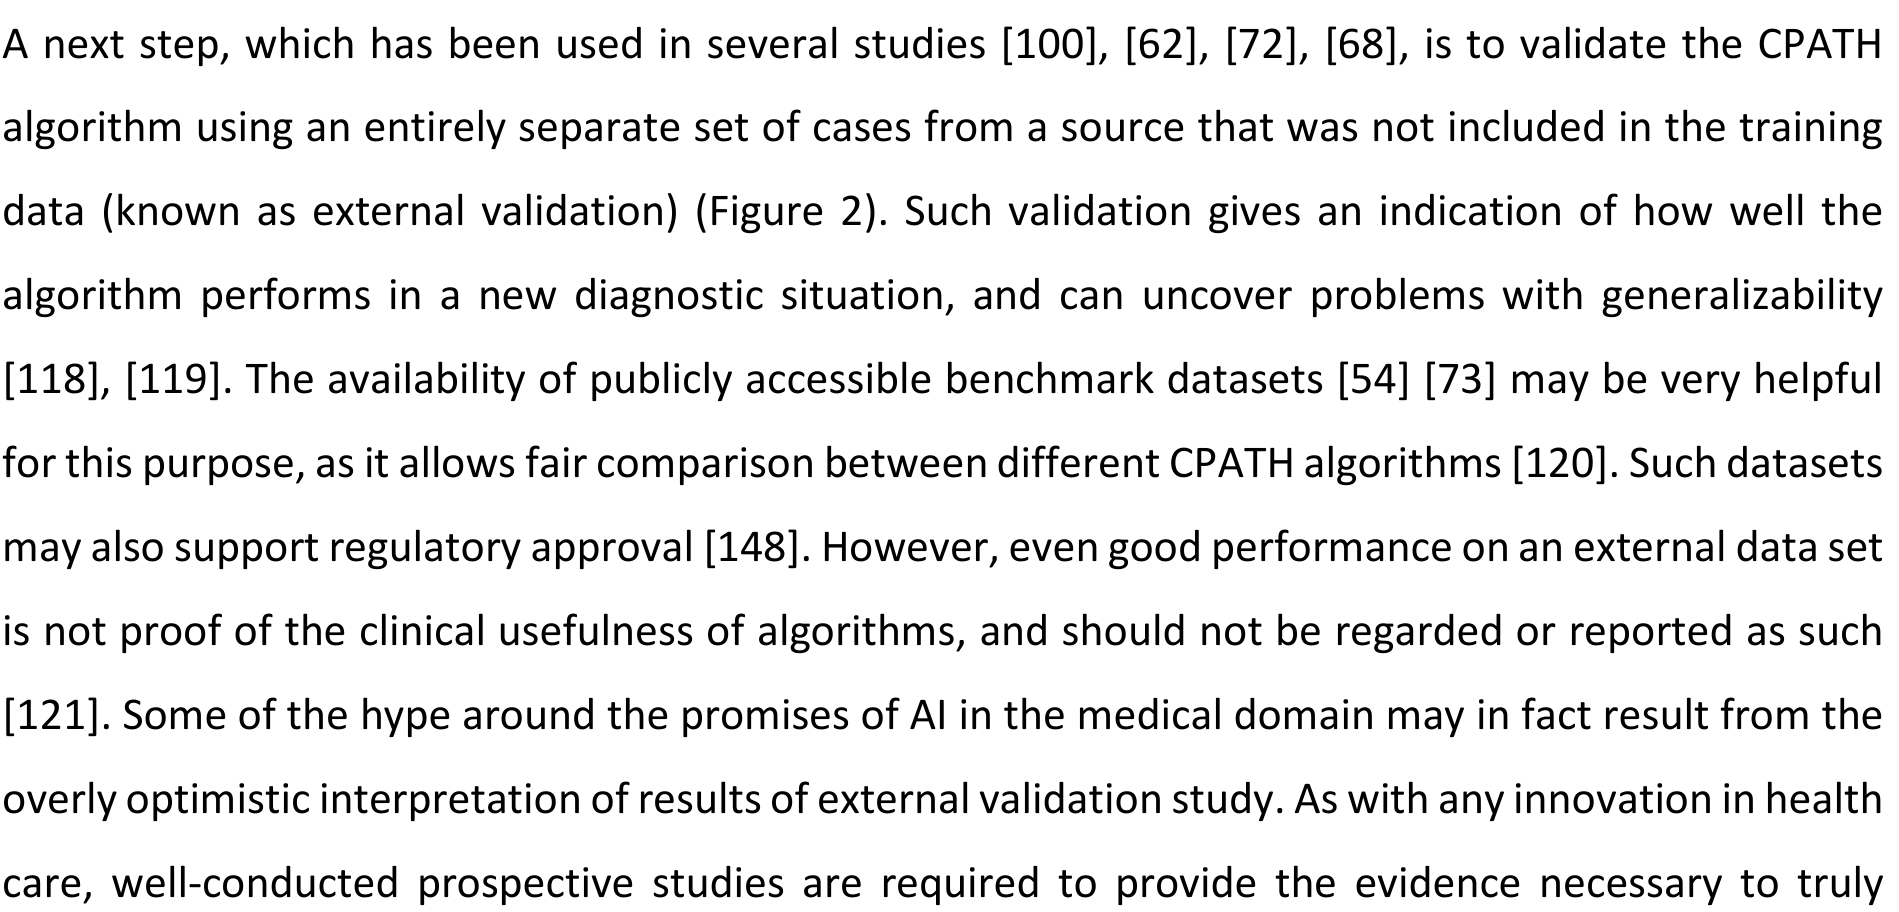 A next step, which has been used in several studies [100], [62], [72], [68], is to validate the CPATH
algorithm using an entirely separate set of cases from a source that was not included in the training
data (known as external validation) (Figure 2). Such validation gives an indication of how well the
algorithm performs in a new diagnostic situation, and can uncover problems with generalizability
[118], [119]. The availability of publicly accessible benchmark datasets [54] [73] may be very helpful
for this purpose, as it allows fair comparison between different CPATH algorithms [120]. Such datasets
may also support regulatory approval [148]. However, even good performance on an external data set
is not proof of the clinical usefulness of algorithms, and should not be regarded or reported as such
[121]. Some of the hype around the promises of AI in the medical domain may in fact result from the
overly optimistic interpretation of results of external validation study. As with any innovation in health
care, well-conducted prospective studies are required to provide the evidence necessary to truly